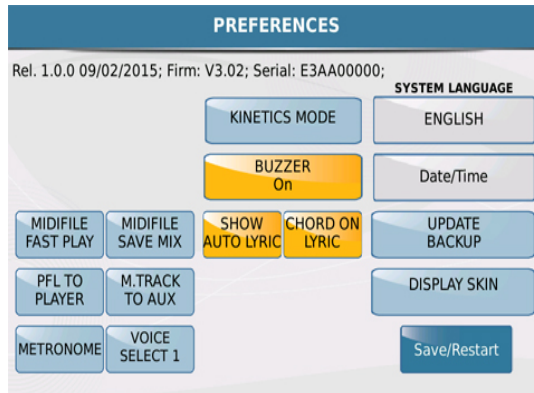 PREFERENCES
Rel. 1.0.0 09/02/2015; Firm: V3.02; Serial: E3AA00000;
SYSTEM LANGUAGE
KINETICS MODE
ENGLISH
BUZZER
On
Date/Time
MIDIFILE
FAST PLAY
MIDIFILE
SAVE MIX
SHOW
AUTO LYRIC
CHORD ON
LYRIC
UPDATE
BACKUP
PFL TO
PLAYER
M.TRACK
TO AUX
DISPLAY SKIN
METRONOME
VOICE
SELECT 1
Save/Restart